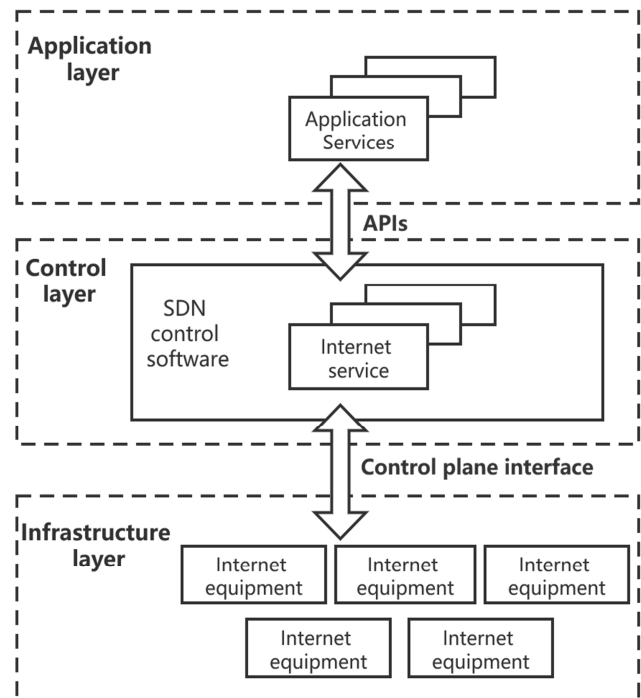 Application
layer
Application
Services
APIs
Control
layer
SDN
control
software
Internet
service
Control plane interface
Infrastructure
layer
Internet
equipment
Internet
equipment
Internet
equipment
Internet
equipment
Internet
equipment